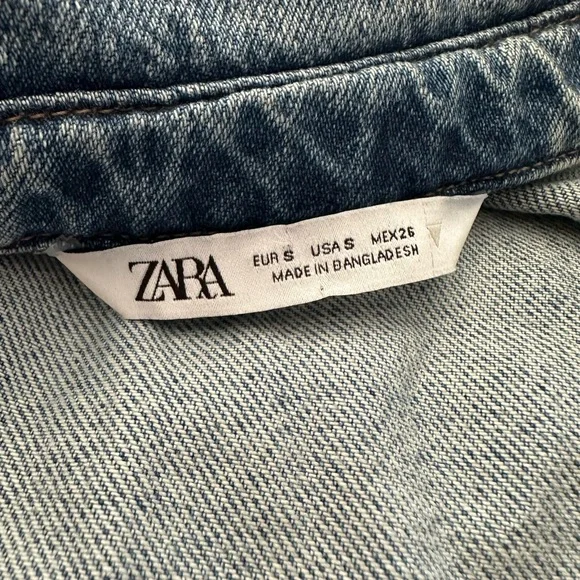 ZARA
EUR S USA S MEX 26
MADE IN BANGLADESH